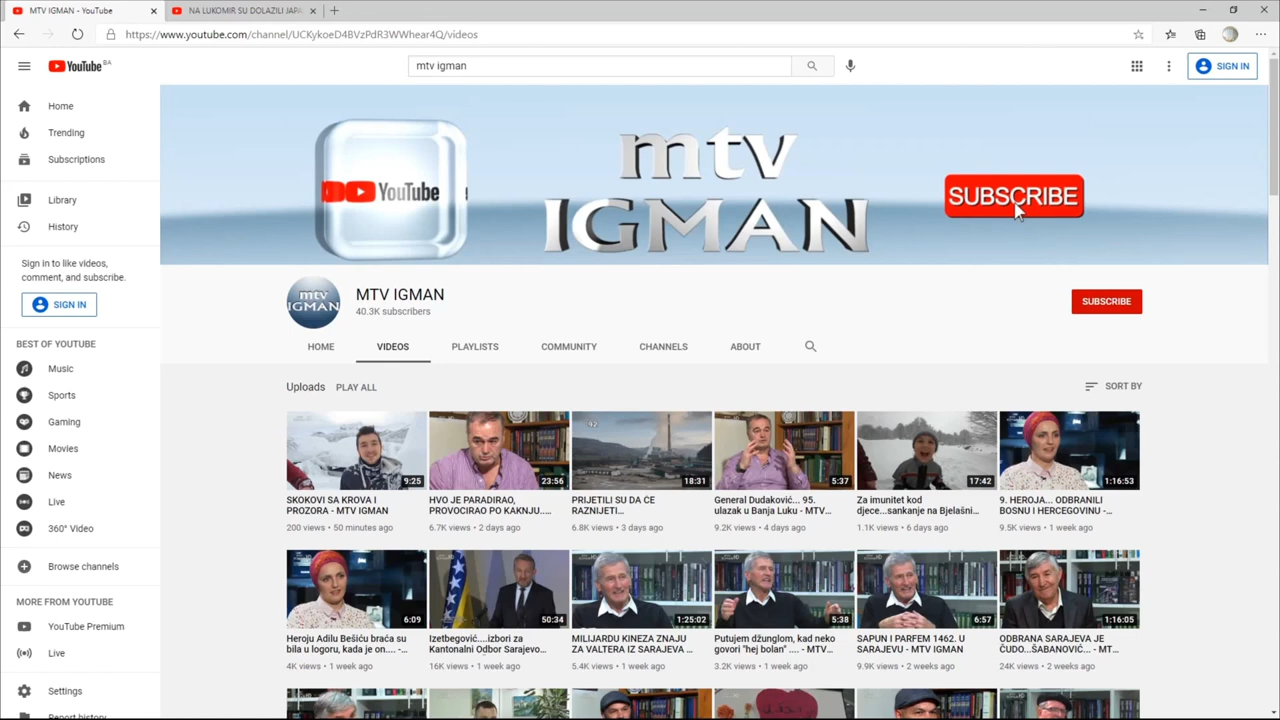 MTV IGMAN - YouTube
NA LUKOMIR SU DOLAZILI JAPA
https://www.youtube.com/channel/UCKykoeD4BVzPdR3WWhear4Q/videos
YouTube BA
mtv igman
SIGN IN
Home
Trending
Subscriptions
Library
History
Sign in to like videos,
comment, and subscribe.
SIGN IN
BEST OF YOUTUBE
Music
Sports
Gaming
Movies
News
Live
360° Video
Browse channels
MORE FROM YOUTUBE
YouTube Premium
Live
Settings
Report history
YouTube
mtv
IGMAN
SUBSCRIBE
mtv
IGMAN
MTV IGMAN
40.3K subscribers
SUBSCRIBE
HOME VIDEOS PLAYLISTS COMMUNITY CHANNELS ABOUT
Uploads PLAY ALL
SORT BY
9:25
SKOKOVI SA KROVA I
PROZORA - MTV IGMAN
200 views • 50 minutes ago
23:56
HVO JE PARADIRAO,
PROVOCIRAO PO KAKNJU....
6.7K views • 2 days ago
'92
18:31
PRIJETILI SU DA ĆE
RAZNIJETI...
6.8K views • 3 days ago
5:37
General Dudaković... 95.
ulazak u Banja Luku - MTV...
9.2K views • 4 days ago
17:42
Za imunitet kod
djece...sankanje na Bjelašni...
1.1K views • 6 days ago
1:16:53
9. HEROJA... ODBRANILI
BOSNU I HERCEGOVINU -...
9.5K views • 1 week ago
6:09
Heroju Adilu Bešiću braća su
bila u logoru, kada je on.... -...
4K views • 1 week ago
50:34
Izetbegović....izbori za
Kantonalni Odbor Sarajevo...
16K views • 1 week ago
1:25:02
MILIJARDU KINEZA ZNAJU
ZA VALTERA IZ SARAJEVA ...
5.4K views • 1 week ago
5:38
Putujem džunglom, kad neko
govori "hej bolan" .... - MTV...
3.2K views • 1 week ago
6:57
SAPUN I PARFEM 1462. U
SARAJEVU - MTV IGMAN
9.9K views • 2 weeks ago
1:16:05
ODBRANA SARAJEVA JE
ČUDO...ŠABANOVIĆ... - MT...
24K views • 2 weeks ago